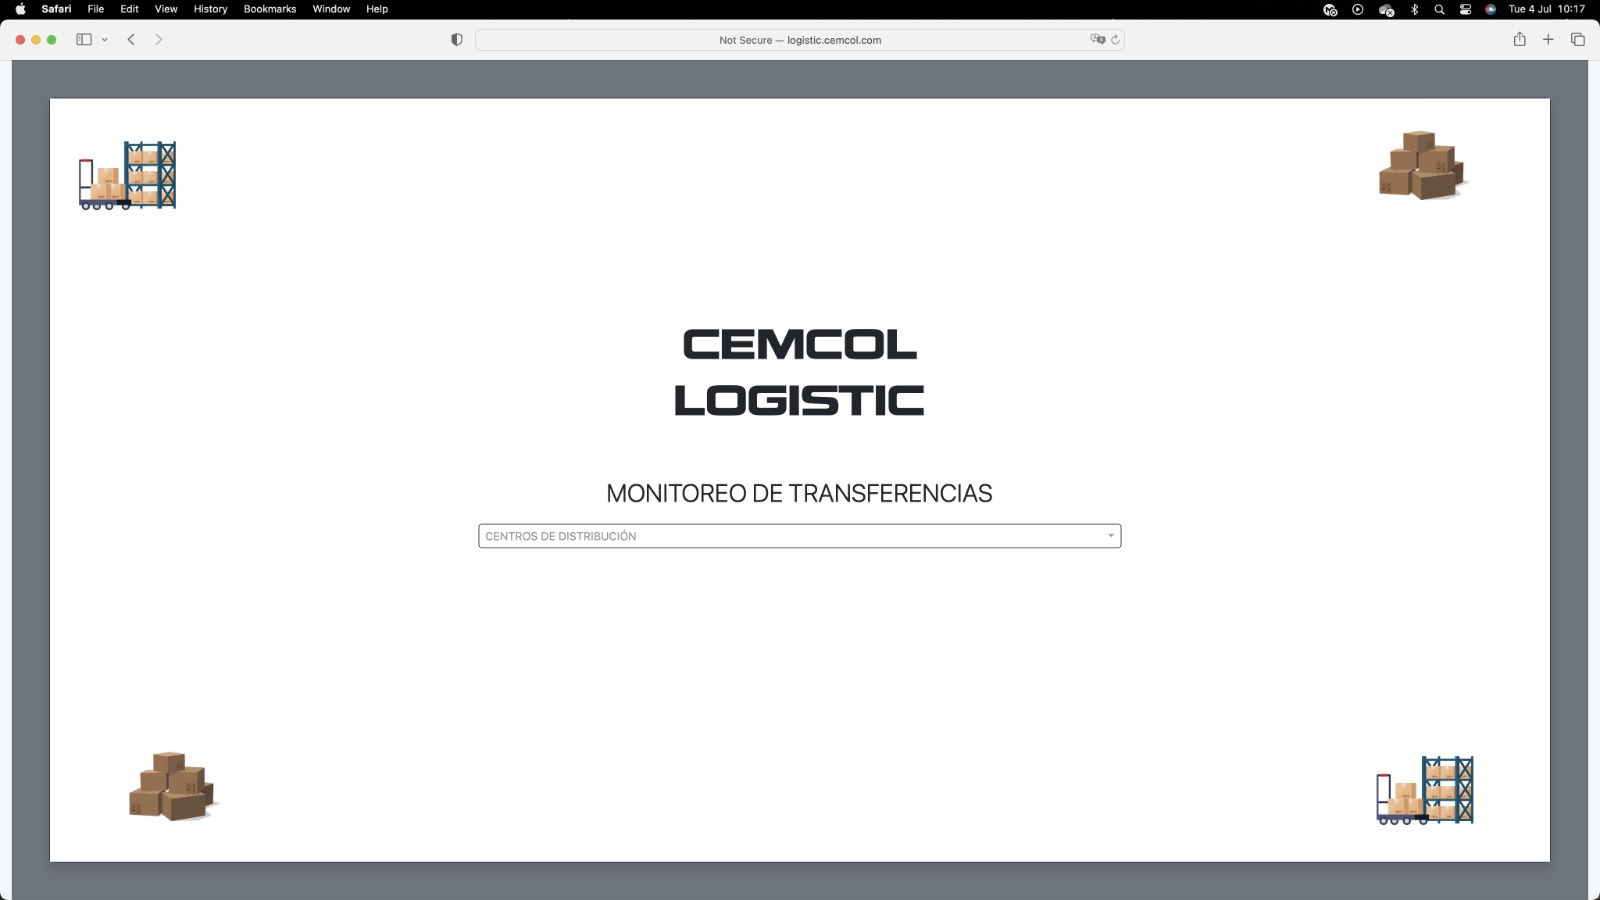 Safari File Edit View History Bookmarks Window Help Tue 4 Jul 10:17
Not Secure — logistic.cemcol.com
CEMCOL
LOGISTIC
MONITOREO DE TRANSFERENCIAS
CENTROS DE DISTRIBUCIÓN